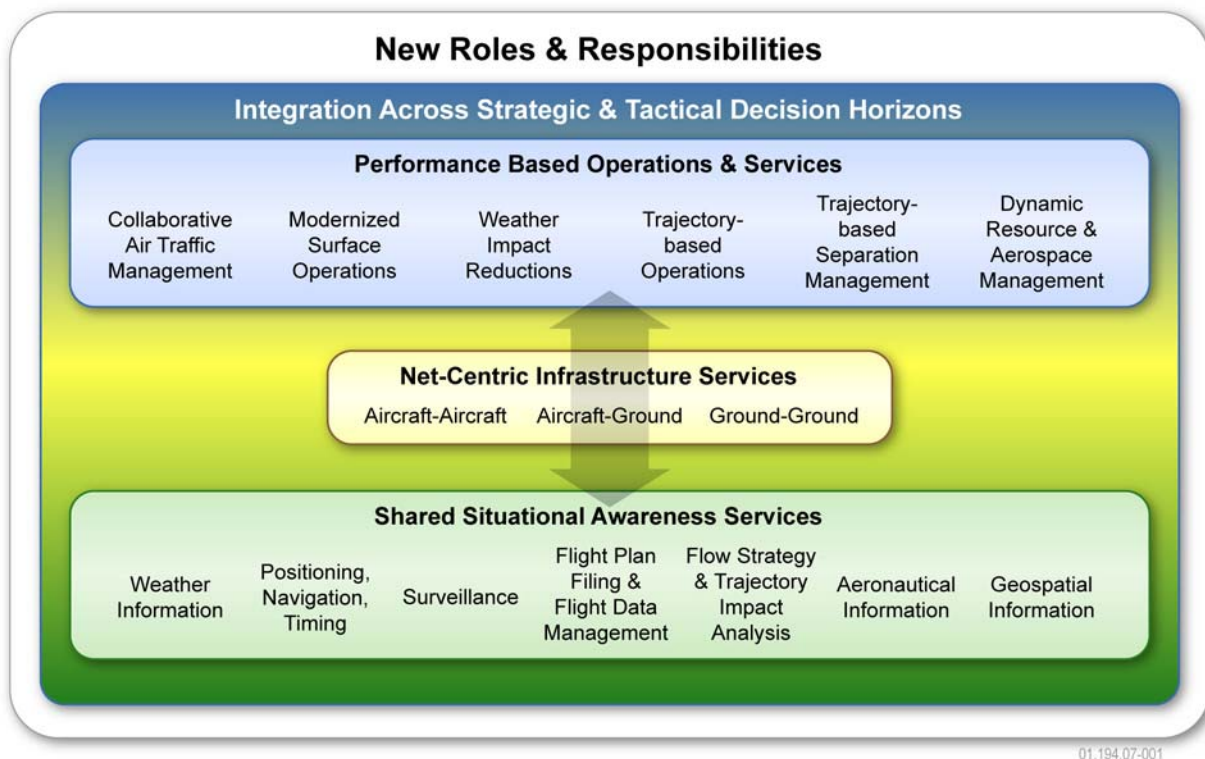 New Roles & Responsibilities
Integration Across Strategic & Tactical Decision Horizons
Performance Based Operations & Services
Collaborative
Air Traffic
Management
Modernized
Surface
Operations
Weather
Impact
Reductions
Trajectory-
based
Operations
Trajectory-
based
Separation
Management
Dynamic
Resource &
Aerospace
Management
Net-Centric Infrastructure Services
Aircraft-Aircraft Aircraft-Ground Ground-Ground
Shared Situational Awareness Services
Weather
Information
Positioning,
Navigation,
Timing
Surveillance
Flight Plan
Filing &
Flight Data
Management
Flow Strategy
& Trajectory
Impact
Analysis
Aeronautical
Information
Geospatial
Information
01.194.07-001